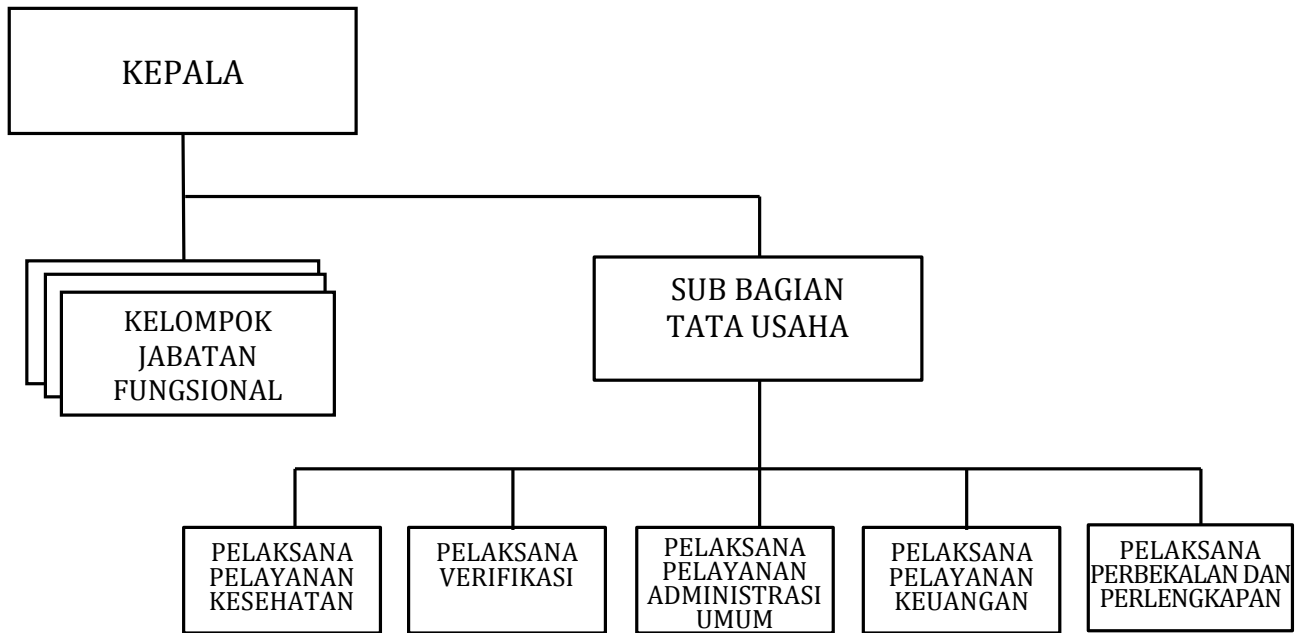 KEPALA
KELOMPOK
JABATAN
FUNGSIONAL
SUB BAGIAN
TATA USAHA
PELAKSANA
PELAYANAN
KESEHATAN
PELAKSANA
VERIFIKASI
PELAKSANA
PELAYANAN
ADMINISTRASI
UMUM
PELAKSANA
PELAYANAN
KEUANGAN
PELAKSANA
PERBEKALAN DAN
PERLENGKAPAN